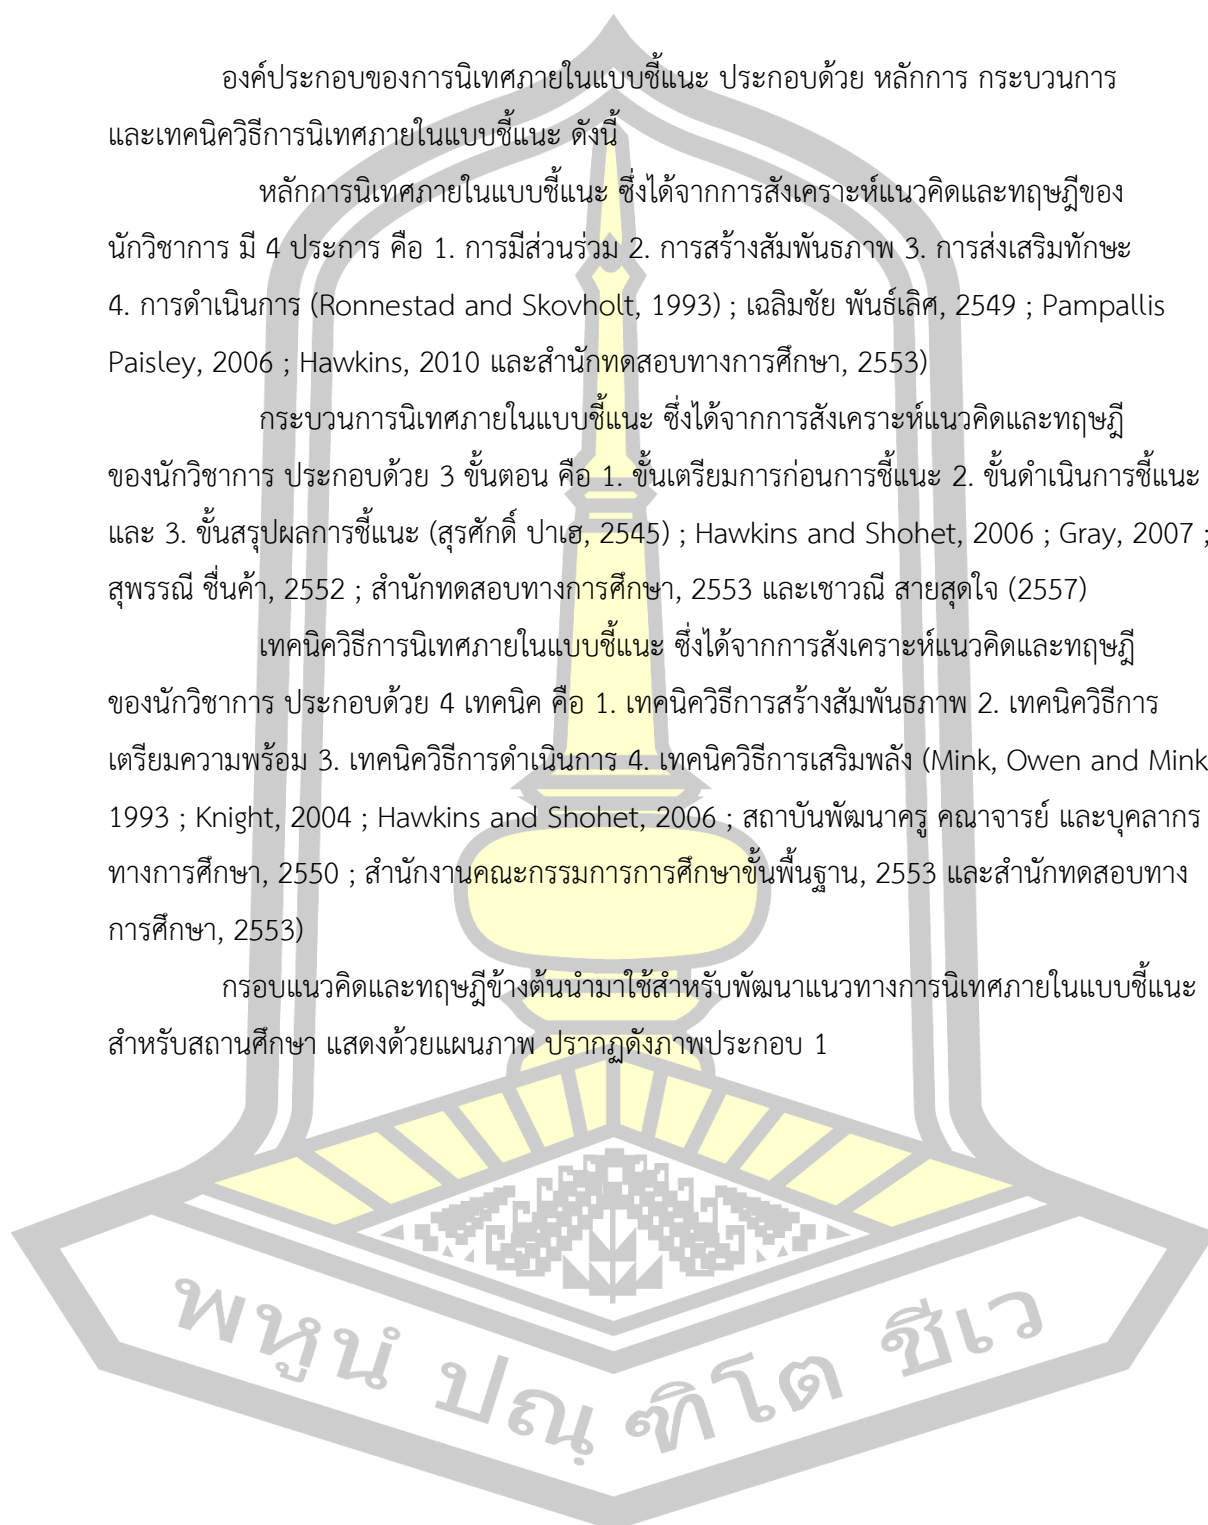 องค์ประกอบของการนิเทศภายในแบบชี้แนะ ประกอบด้วย หลักการ กระบวนการ
และเทคนิควิธีการนิเทศภายในแบบชี้แนะ ดังนี้
หลักการนิเทศภายในแบบชี้แนะ ซึ่งได้จากการสังเคราะห์แนวคิดและทฤษฎีของ
นักวิชาการ มี 4 ประการ คือ 1. การมีส่วนร่วม 2. การสร้างสัมพันธภาพ 3. การส่งเสริมทักษะ
4. การดำเนินการ (Ronnestad and Skovholt, 1993) ; เฉลิมชัย พันธ์เลิศ, 2549 ; Pampallis
Paisley, 2006 ; Hawkins, 2010 และสำนักทดสอบทางการศึกษา, 2553)
กระบวนการนิเทศภายในแบบชี้แนะ ซึ่งได้จากการสังเคราะห์แนวคิดและทฤษฎี
ของนักวิชาการ ประกอบด้วย 3 ขั้นตอน คือ 1. ขั้นเตรียมการก่อนการชี้แนะ 2. ขั้นดำเนินการชี้แนะ
และ 3. ขั้นสรุปผลการชี้แนะ (สุรศักดิ์ ปาเฮ, 2545) ; Hawkins and Shohet, 2006 ; Gray, 2007 ;
สุพรรณี ชื่นค้า, 2552 ; สำนักทดสอบทางการศึกษา, 2553 และเชาวณี สายสุดใจ (2557)
เทคนิควิธีการนิเทศภายในแบบชี้แนะ ซึ่งได้จากการสังเคราะห์แนวคิดและทฤษฎี
ของนักวิชาการ ประกอบด้วย 4 เทคนิค คือ 1. เทคนิควิธีการสร้างสัมพันธภาพ 2. เทคนิควิธีการ
เตรียมความพร้อม 3. เทคนิควิธีการดำเนินการ 4. เทคนิควิธีการเสริมพลัง (Mink, Owen and Mink
1993 ; Knight, 2004 ; Hawkins and Shohet, 2006 ; สถาบันพัฒนาครู คณาจารย์ และบุคลากร
ทางการศึกษา, 2550 ; สำนักงานคณะกรรมการการศึกษาขั้นพื้นฐาน, 2553 และสำนักทดสอบทาง
การศึกษา, 2553)
กรอบแนวคิดและทฤษฎีข้างต้นนำมาใช้สำหรับพัฒนาแนวทางการนิเทศภายในแบบชี้แนะ
สำหรับสถานศึกษา แสดงด้วยแผนภาพ ปรากฏดังภาพประกอบ 1
พหูนํ ปณฺฑิโต ชีเว